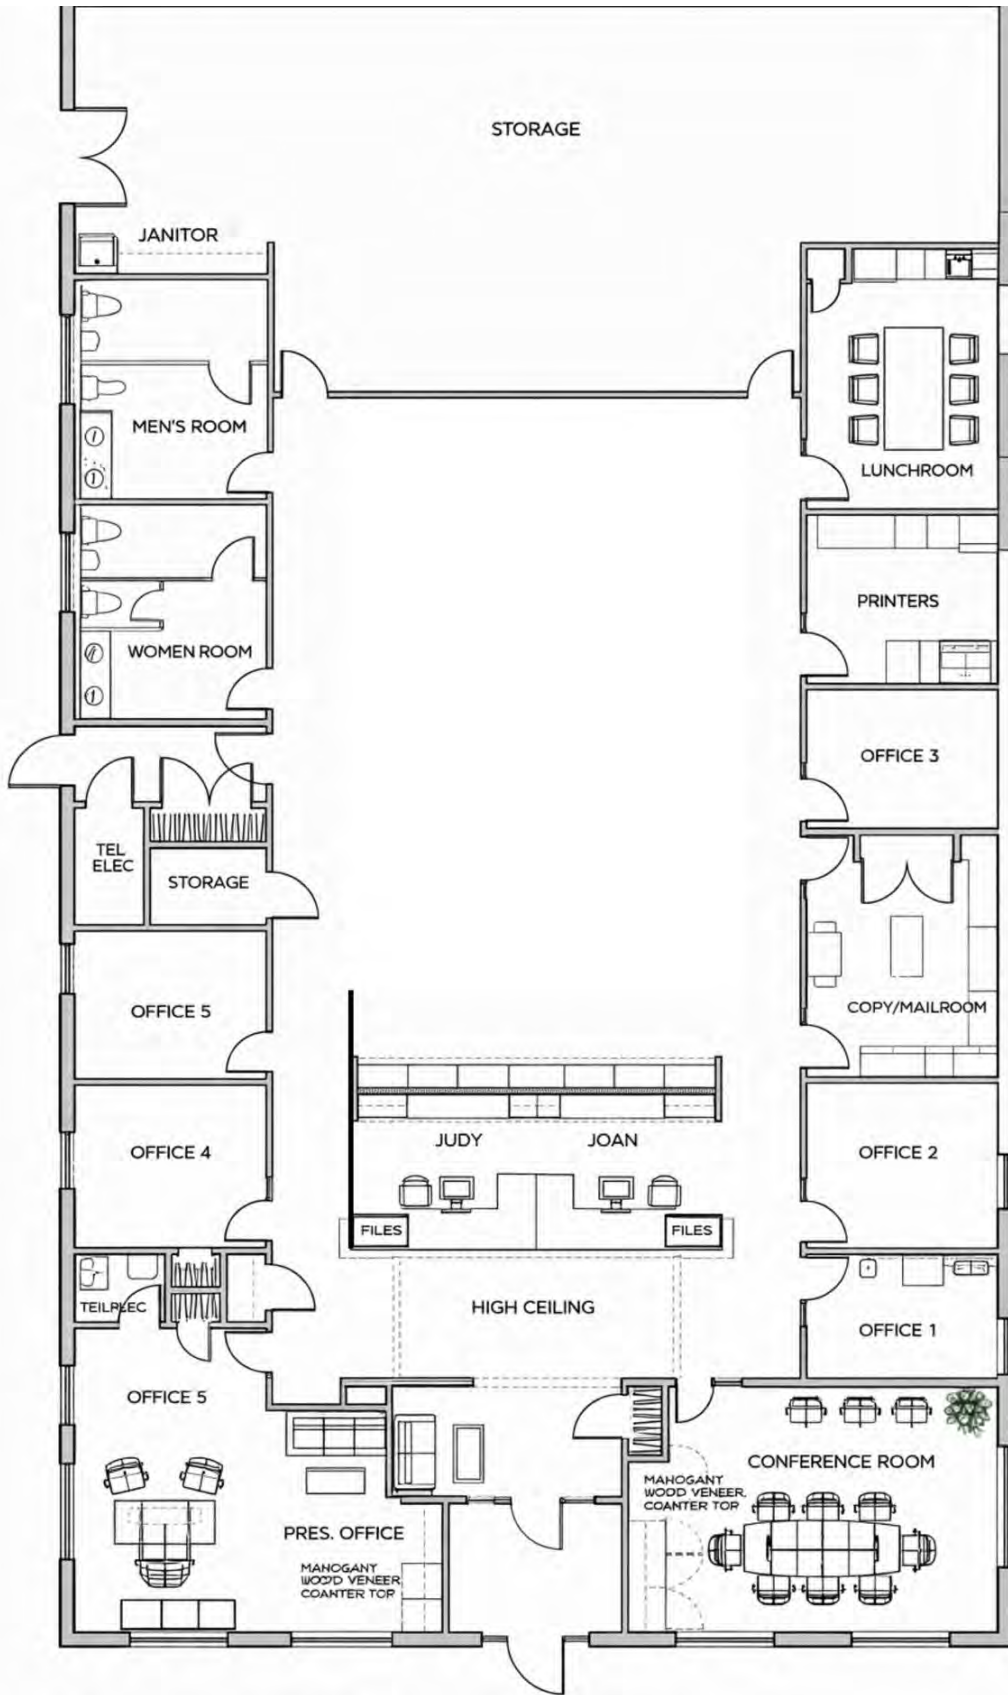 STORAGE
JANITOR
MEN'S ROOM
LUNCHROOM
PRINTERS
WOMEN ROOM
OFFICE 3
TEL
ELEC
STORAGE
OFFICE 5
COPY/MAILROOM
JUDY
JOAN
OFFICE 4
OFFICE 2
FILES
FILES
TEILPLEC
HIGH CEILING
OFFICE 1
OFFICE 5
CONFERENCE ROOM
MAHOGANY
WOOD VENEER,
COANTER TOP
PRES. OFFICE
MAHOGANY
WOOD VENEER,
COANTER TOP